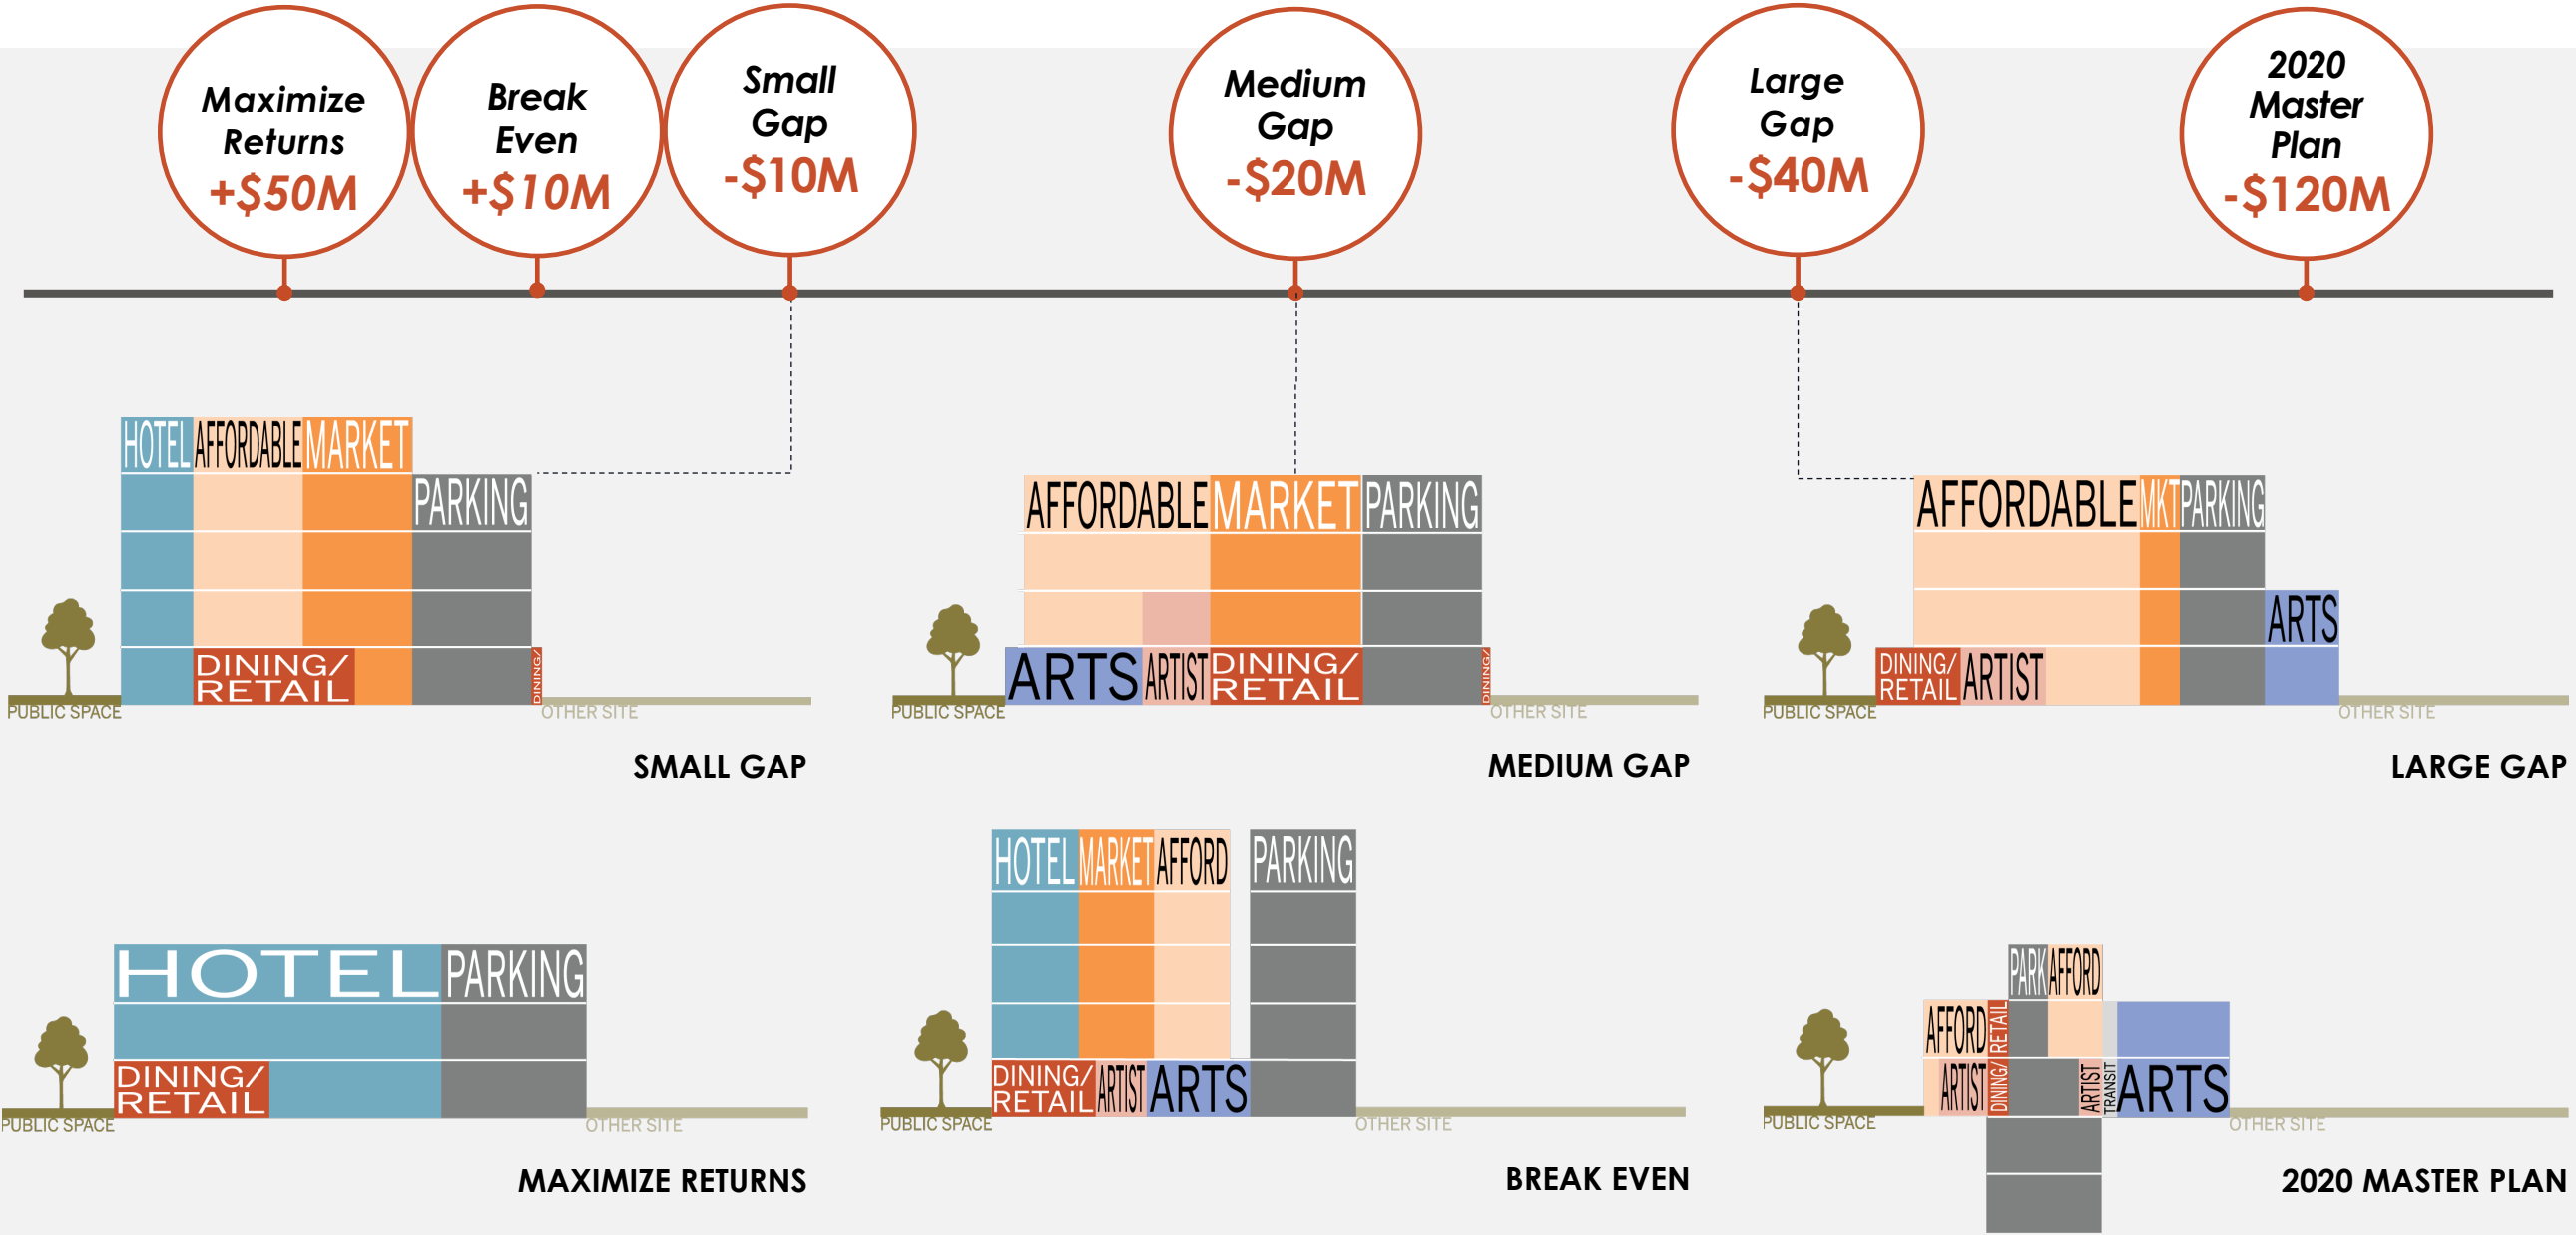 Maximize
Returns
+$50M
Break
Even
+$10M
Small
Gap
-$10M
Medium
Gap
-$20M
Large
Gap
-$40M
2020
Master
Plan
-$120M
HOTEL AFFORDABLE MARKET
PARKING
DINING/
RETAIL
DINING/
PUBLIC SPACE
OTHER SITE
SMALL GAP
AFFORDABLE MARKET PARKING
ARTS ARTIST DINING/
RETAIL
DINING/
PUBLIC SPACE
OTHER SITE
MEDIUM GAP
AFFORDABLE MKT PARKING
ARTS
DINING/
RETAIL
ARTIST
PUBLIC SPACE
OTHER SITE
LARGE GAP
HOTEL PARKING
DINING/
RETAIL
PUBLIC SPACE
OTHER SITE
MAXIMIZE RETURNS
HOTEL MARKET AFFORD PARKING
DINING/
RETAIL
ARTIST ARTS
PUBLIC SPACE
OTHER SITE
BREAK EVEN
PARK AFFORD
AFFORD
DINING/ RETAIL
ARTIST
ARTIST
TRANSIT
ARTS
PUBLIC SPACE
OTHER SITE
2020 MASTER PLAN